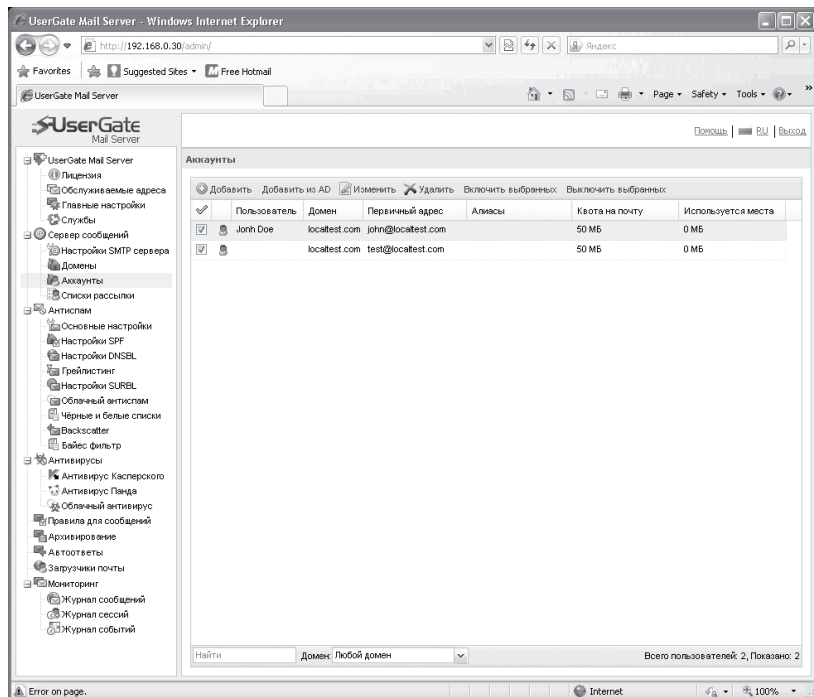 UserGate Mail Server - Windows Internet Explorer
http://192.168.0.30/admin/
Яндекс
Favorites Suggested Sites Free Hotmail
UserGate Mail Server
Page Safety Tools
UserGate
Mail Server
Помощь RU Выход
UserGate Mail Server
Лицензия
Обслуживаемые адреса
Главные настройки
Службы
Сервер сообщений
Настройки SMTP сервера
Домены
Аккаунты
Списки рассылки
Антиспам
Основные настройки
Настройки SPF
Настройки DNSBL
Грейлистинг
Настройки SURBL
Облачный антиспам
Чёрные и белые списки
Backscatter
Байес фильтр
Антивирусы
Антивирус Касперского
Антивирус Панда
Облачный антивирус
Правила для сообщений
Архивирование
Автоответы
Загрузчики почты
Мониторинг
Журнал сообщений
Журнал сессий
Журнал событий
Аккаунты
Добавить Добавить из AD Изменить Удалить Включить выбранных Выключить выбранных
Пользователь Домен Первичный адрес Алиасы Квота на почту Используется места
Jonh Doe localtest.com john@localtest.com 50 МБ 0 МБ
localtest.com test@localtest.com 50 МБ 0 МБ
Найти Домен: Любой домен Всего пользователей: 2, Показано: 2
Error on page. Internet 100%